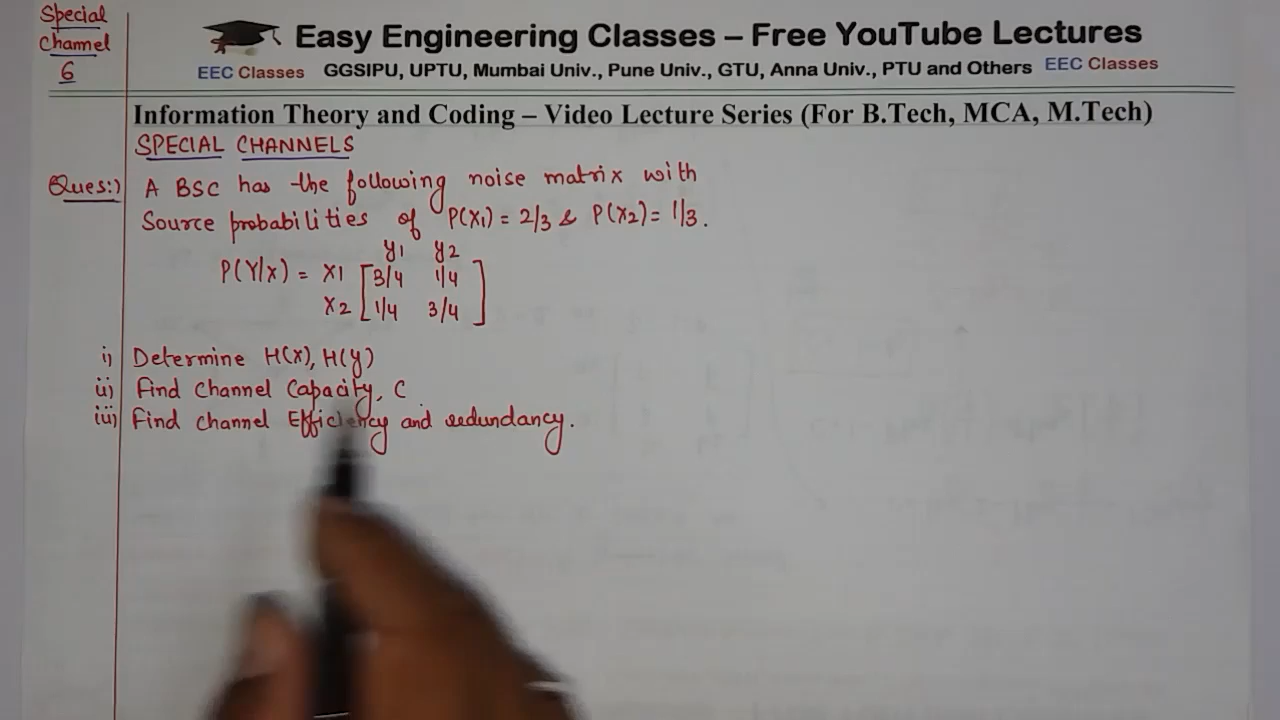 Special
Channel
6
Easy Engineering Classes – Free YouTube Lectures
EEC Classes GGSIPU, UPTU, Mumbai Univ., Pune Univ., GTU, Anna Univ., PTU and Others EEC Classes
Information Theory and Coding – Video Lecture Series (For B.Tech, MCA, M.Tech)
SPECIAL CHANNELS
Ques:) A BSC has the following noise matrix with
Source probabilities of P(X1) = 2/3 & P(X2) = 1/3.
y1 y2
P(Y/X) = X1 [3/4 1/4]
X2 [1/4 3/4]
i) Determine H(X), H(y)
ii) Find Channel Capacity, C
iii) Find channel Efficiency and redundancy.